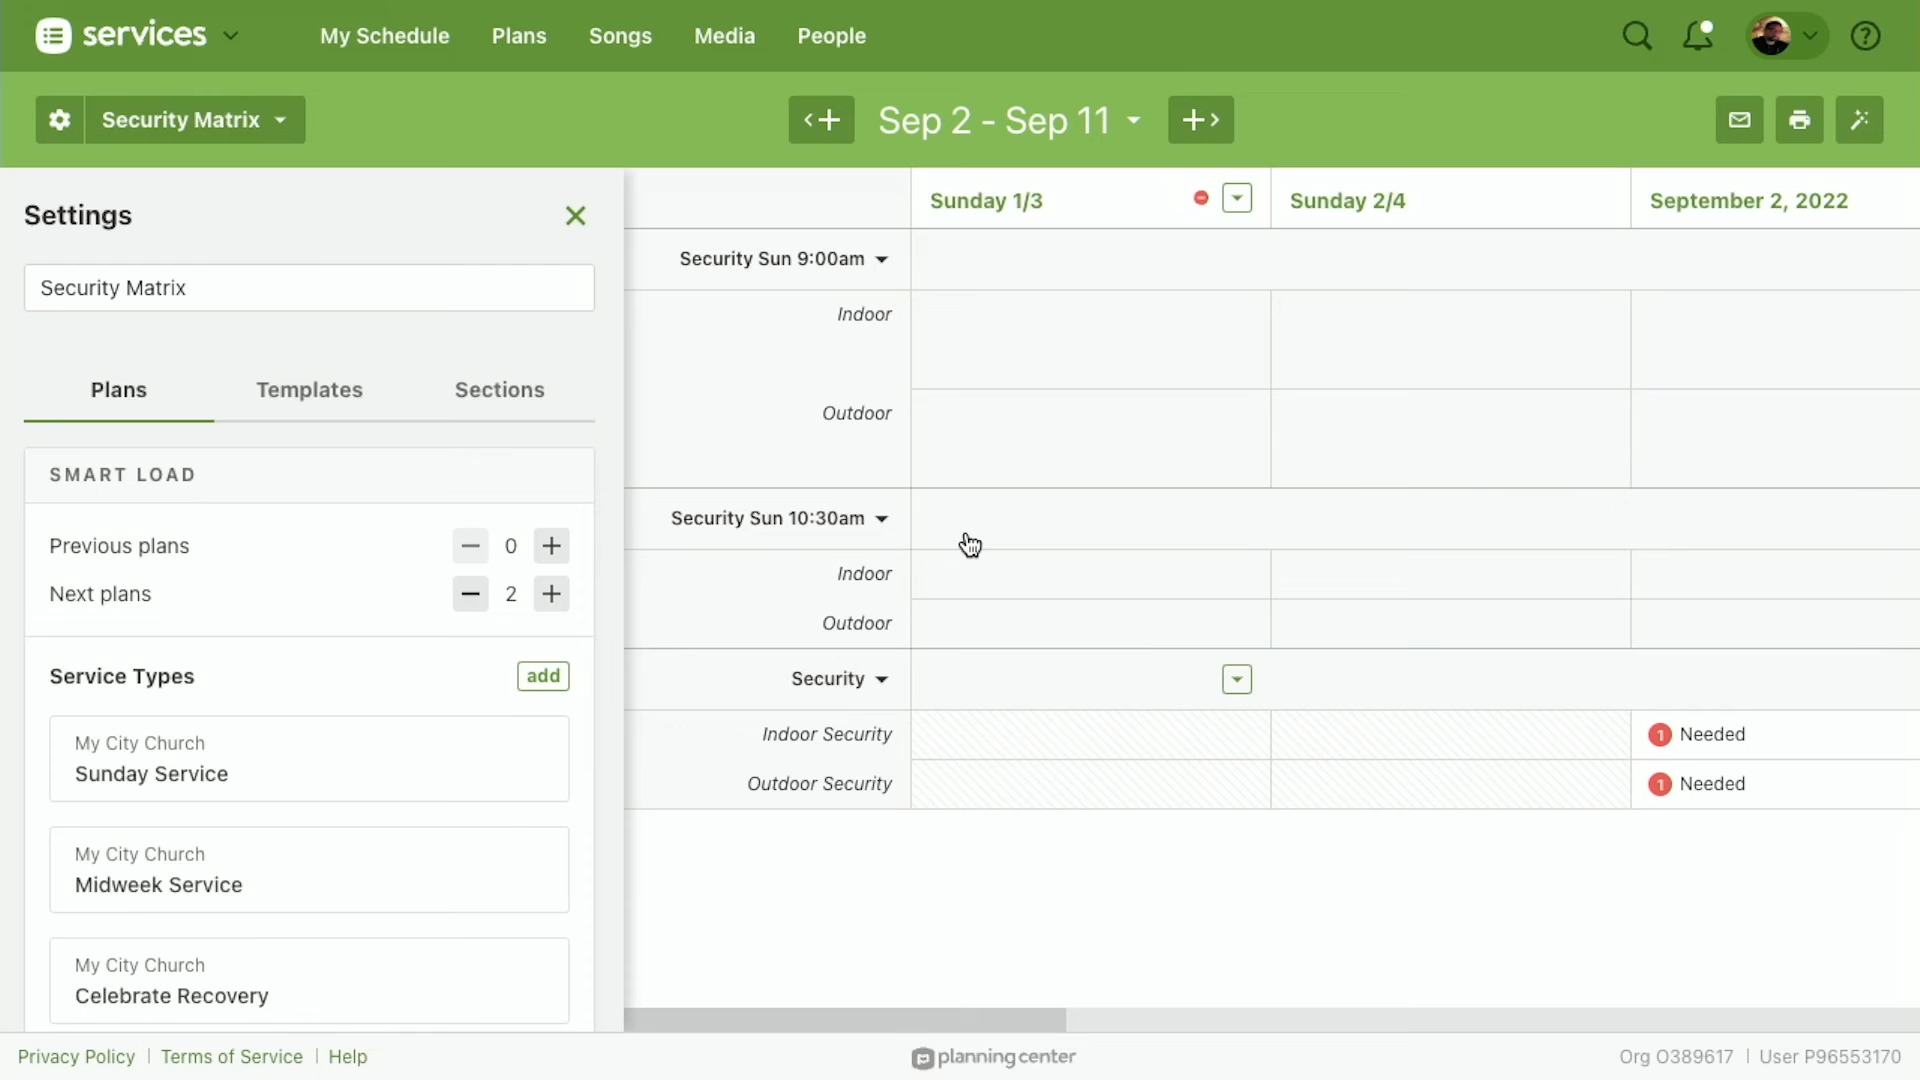 services
My Schedule
Plans
Songs
Media
People
Security Matrix
Sep 2 - Sep 11
Settings
Security Matrix
Plans
Templates
Sections
SMART LOAD
Previous plans
0
Next plans
2
Service Types
add
My City Church
Sunday Service
My City Church
Midweek Service
My City Church
Celebrate Recovery
Sunday 1/3
Sunday 2/4
September 2, 2022
Security Sun 9:00am
Indoor
Outdoor
Security Sun 10:30am
Indoor
Outdoor
Security
Indoor Security
1 Needed
Outdoor Security
1 Needed
Privacy Policy | Terms of Service | Help
planning center
Org O389617 | User P96553170